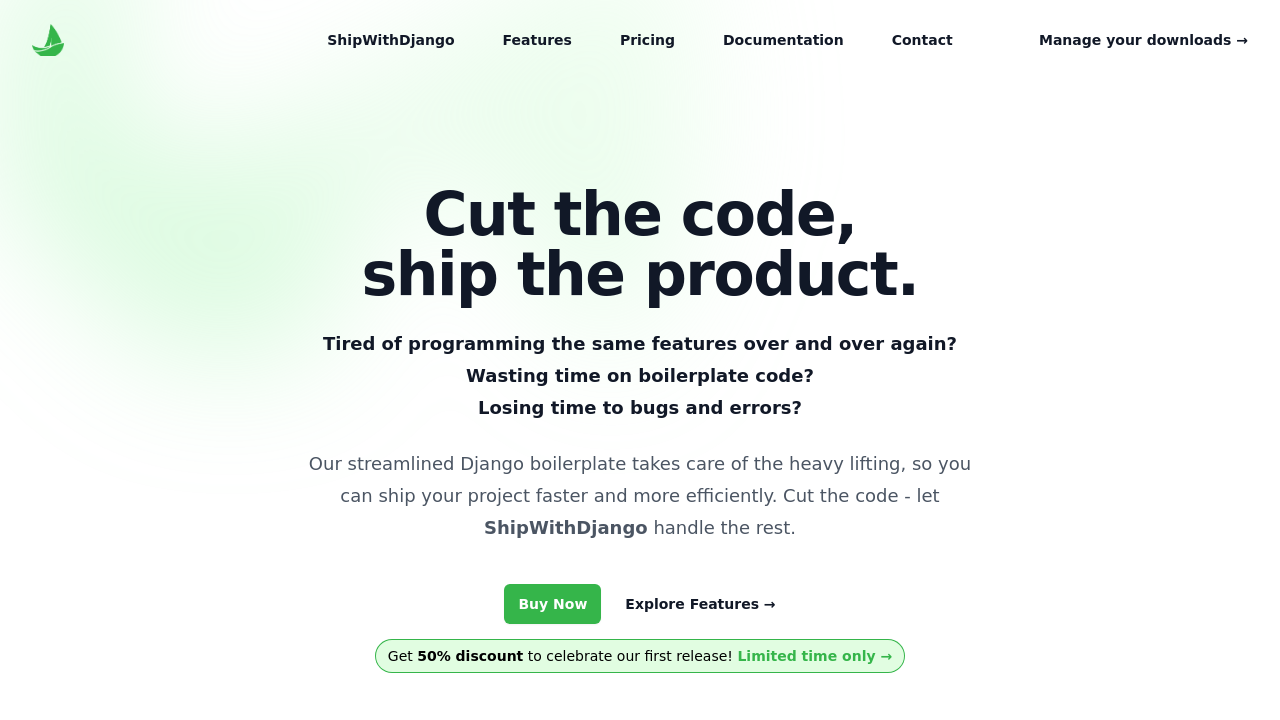 ShipWithDjango Features Pricing Documentation Contact Manage your downloads →
Cut the code,
ship the product.
Tired of programming the same features over and over again?
Wasting time on boilerplate code?
Losing time to bugs and errors?
Our streamlined Django boilerplate takes care of the heavy lifting, so you
can ship your project faster and more efficiently. Cut the code - let
ShipWithDjango handle the rest.
Buy Now Explore Features →
Get 50% discount to celebrate our first release! Limited time only →